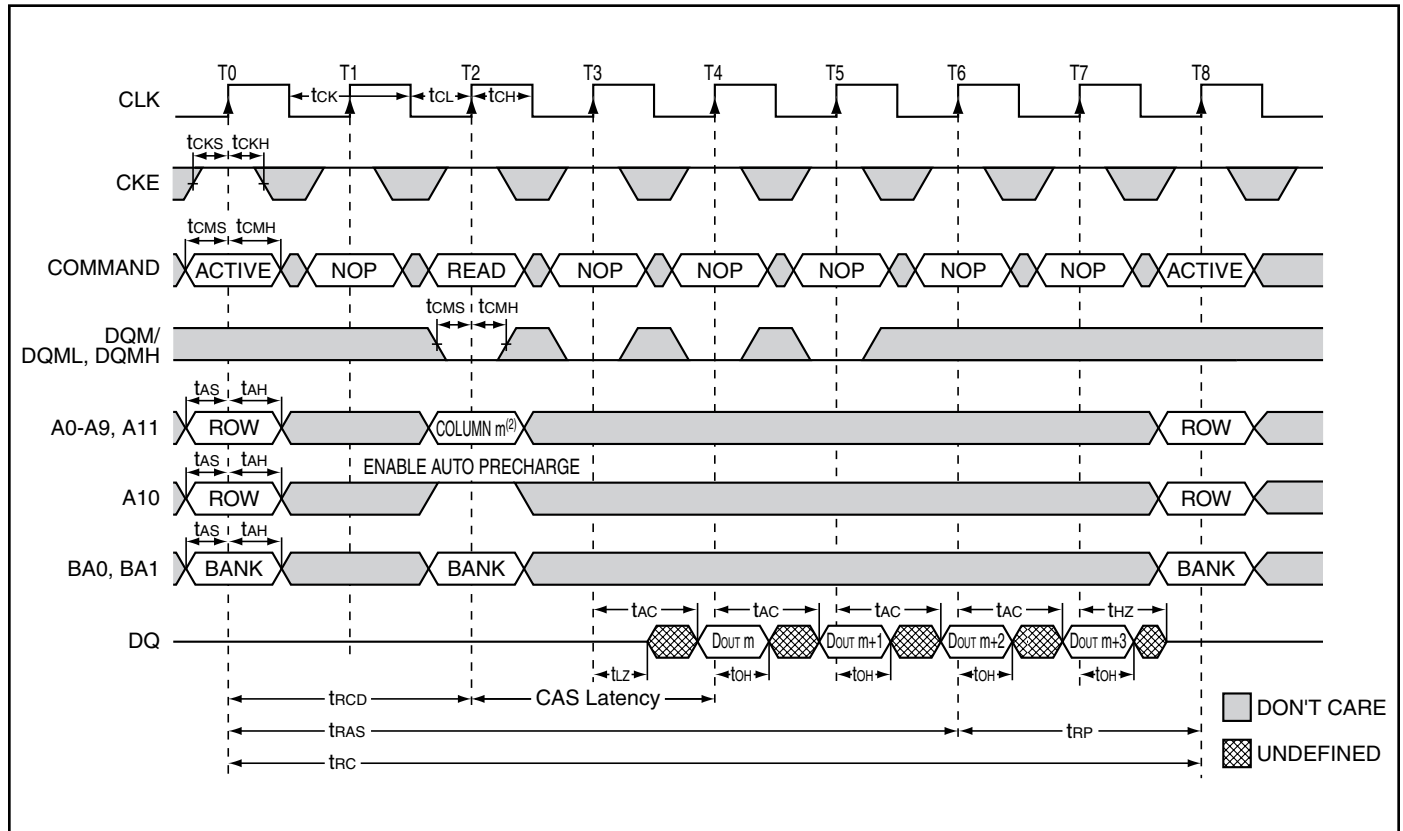 T0 T1 T2 T3 T4 T5 T6 T7 T8
CLK tCK tCL tCH
tCKS tCKH
CKE
tCMS tCMH
COMMAND ACTIVE NOP READ NOP NOP NOP NOP NOP ACTIVE
tCMS tCMH
DQM/
DQML, DQMH
tAS tAH
A0-A9, A11 ROW COLUMN m(2) ROW
tAS tAH ENABLE AUTO PRECHARGE
A10 ROW ROW
tAS tAH
BA0, BA1 BANK BANK BANK
tAC tAC tAC tAC tHZ
DQ DOUT m DOUT m+1 DOUT m+2 DOUT m+3
tLZ tOH tOH tOH tOH
tRCD CAS Latency
DON'T CARE
tRAS tRP
UNDEFINED
tRC